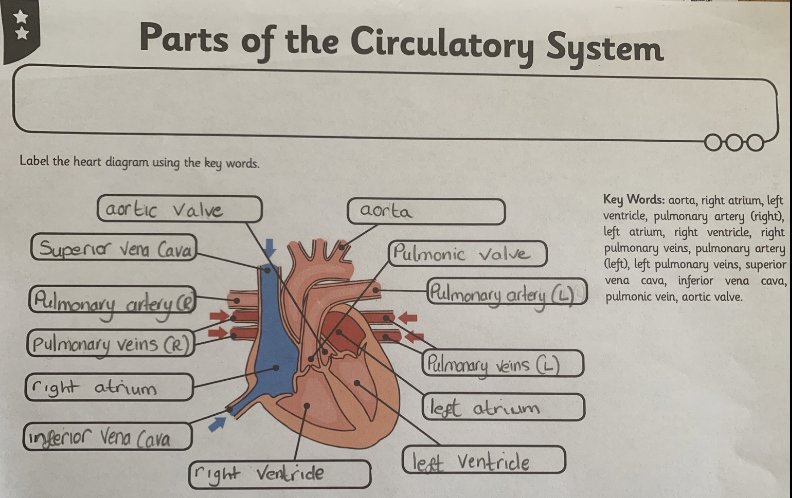 Parts of the Circulatory System
Label the heart diagram using the key words.
Key Words: aorta, right atrium, left
ventricle, pulmonary artery (right),
left atrium, right ventricle, right
pulmonary veins, pulmonary artery
(left), left pulmonary veins, superior
vena cava, inferior vena cava,
pulmonic vein, aortic valve.
aortic valve
aorta
Superior Vena Cava
Pulmonic valve
Pulmonary artery (R)
Pulmonary artery (L)
Pulmonary veins (R)
Pulmonary veins (L)
right atrium
left atrium
inferior Vena Cava
left Ventricle
right Ventricle